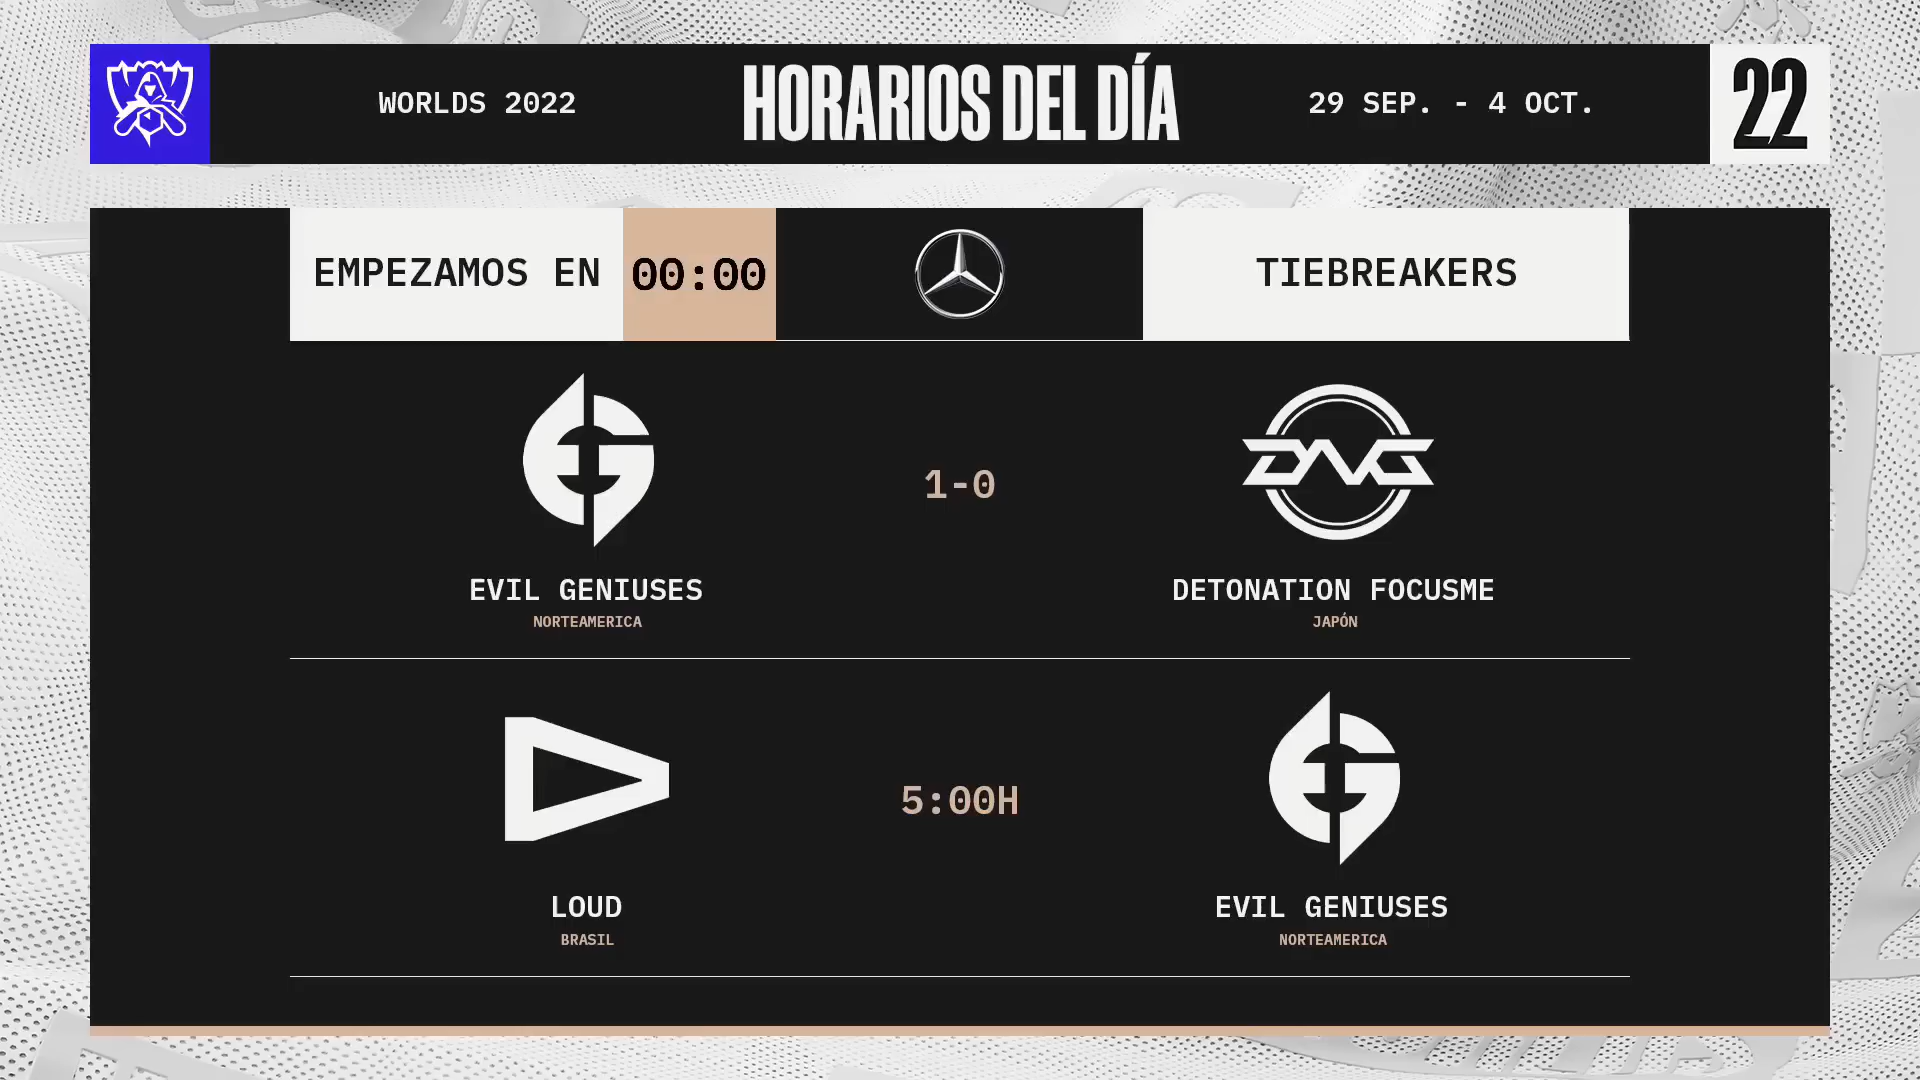 WORLDS 2022
HORARIOS DEL DÍA
29 SEP. - 4 OCT.
22
EMPEZAMOS EN 00:00
TIEBREAKERS
1-0
EVIL GENIUSES
NORTEAMERICA
DNG
DETONATION FOCUSME
JAPÓN
5:00H
LOUD
BRASIL
EVIL GENIUSES
NORTEAMERICA